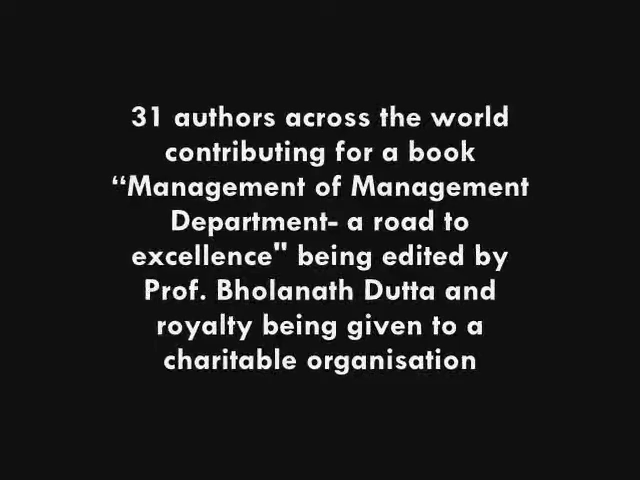 31 authors across the world
contributing for a book
“Management of Management
Department- a road to
excellence" being edited by
Prof. Bholanath Dutta and
royalty being given to a
charitable organisation